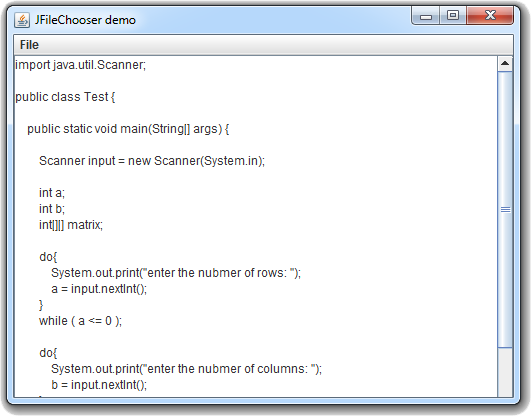 JFileChooser demo
File
import java.util.Scanner;
public class Test {
public static void main(String[] args) {
Scanner input = new Scanner(System.in);
int a;
int b;
int[][] matrix;
do{
System.out.print("enter the nubmer of rows: ");
a = input.nextInt();
}
while ( a <= 0 );
do{
System.out.print("enter the nubmer of columns: ");
b = input.nextInt();